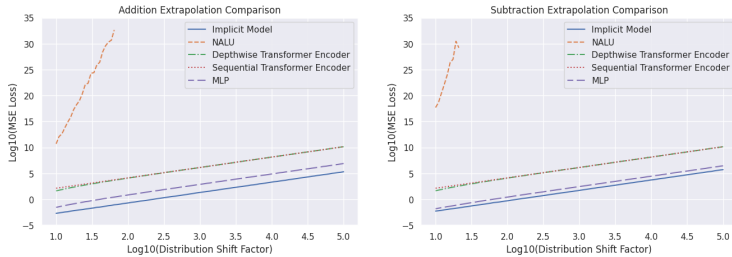 Addition Extrapolation Comparison
35
30
25
20
15
10
5
0
−5
Log10(MSE Loss)
Implicit Model
NALU
Depthwise Transformer Encoder
Sequential Transformer Encoder
MLP
1.0 1.5 2.0 2.5 3.0 3.5 4.0 4.5 5.0
Log10(Distribution Shift Factor)
Subtraction Extrapolation Comparison
35
30
25
20
15
10
5
0
−5
Log10(MSE Loss)
Implicit Model
NALU
Depthwise Transformer Encoder
Sequential Transformer Encoder
MLP
1.0 1.5 2.0 2.5 3.0 3.5 4.0 4.5 5.0
Log10(Distribution Shift Factor)